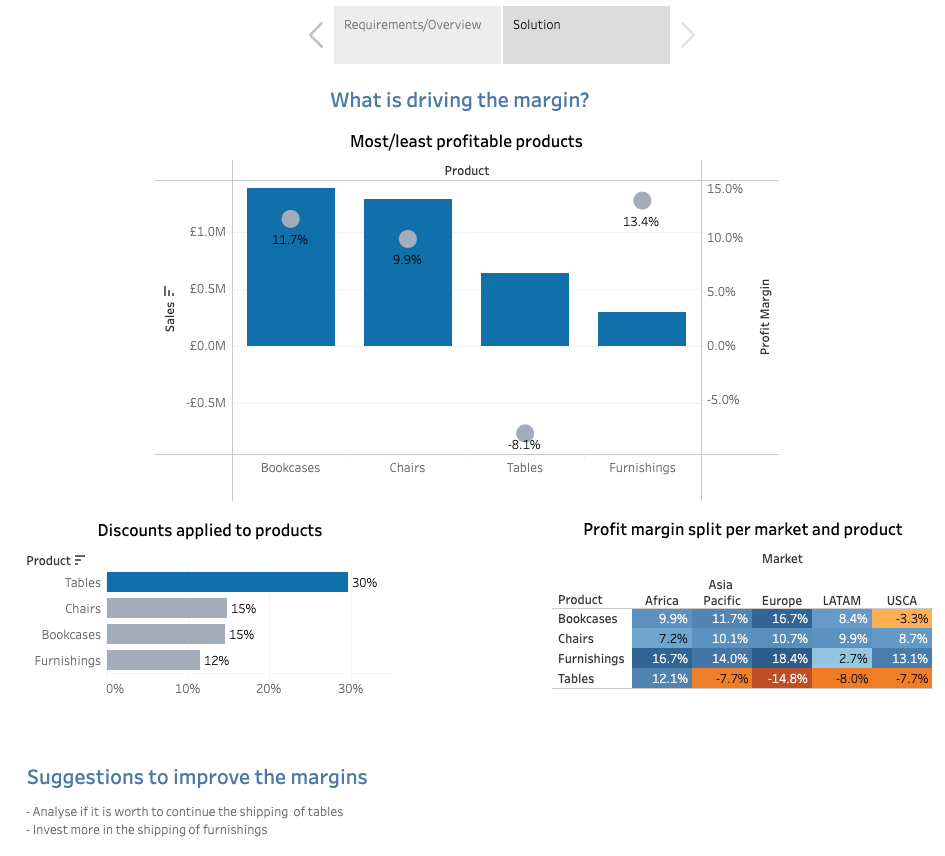 Requirements/Overview
Solution
What is driving the margin?
Most/least profitable products
Product
15.0%
£1.0M
11.7%
9.9%
13.4%
10.0%
£0.5M
5.0%
Sales
Profit Margin
£0.0M
0.0%
-£0.5M
-5.0%
-8.1%
Bookcases Chairs Tables Furnishings
Discounts applied to products
Product
Tables 30%
Chairs 15%
Bookcases 15%
Furnishings 12%
0% 10% 20% 30%
Profit margin split per market and product
Market
Product Africa Asia Pacific Europe LATAM USCA
Bookcases 9.9% 11.7% 16.7% 8.4% -3.3%
Chairs 7.2% 10.1% 10.7% 9.9% 8.7%
Furnishings 16.7% 14.0% 18.4% 2.7% 13.1%
Tables 12.1% -7.7% -14.8% -8.0% -7.7%
Suggestions to improve the margins
- Analyse if it is worth to continue the shipping of tables
- Invest more in the shipping of furnishings